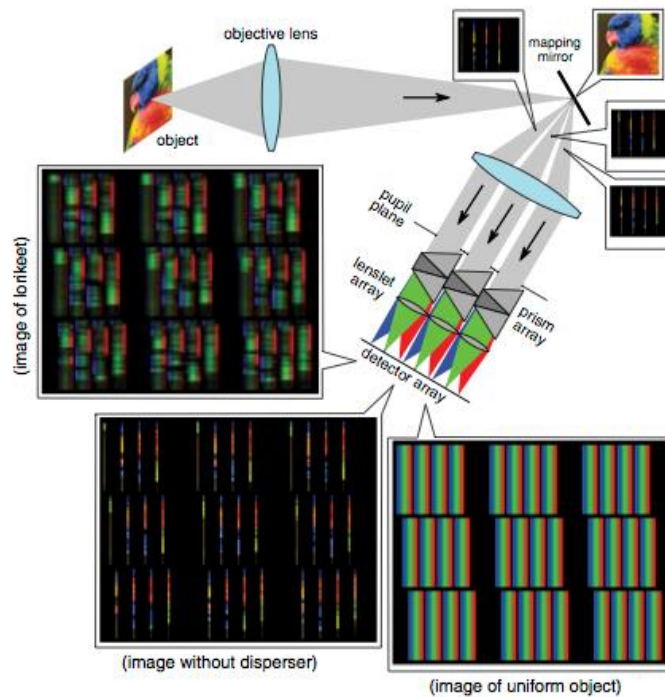 objective lens
mapping
mirror
object
pupil
plane
lenslet
array
prism
array
detector array
(image of lorikeet)
(image without disperser)
(image of uniform object)